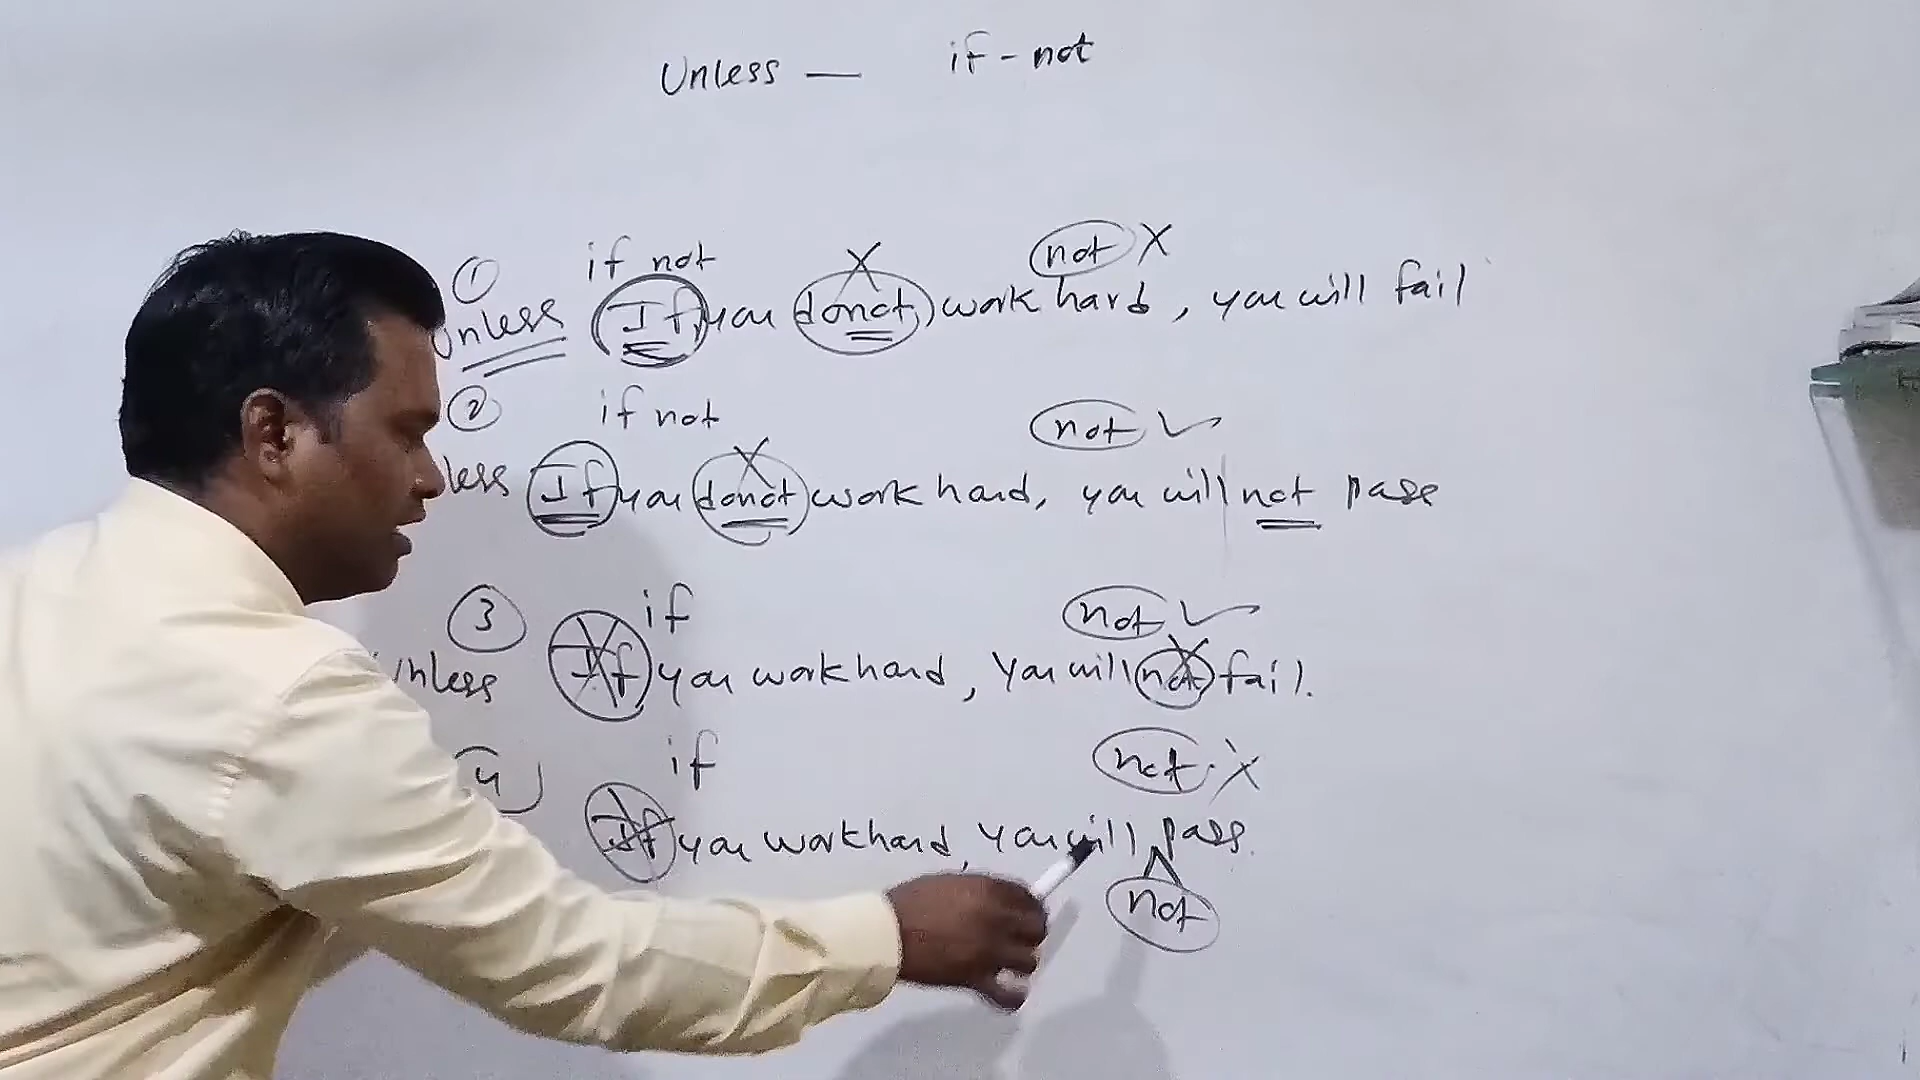 Unless — if - not
① if not X not X
Unless If you donot work hard, you will fail
② if not X not ✓
less If you donot work hard, you will not pass
③ if not ✓
Unless If you work hard, You will not fail.
4 if not X
If you work hard, you will pass.
not